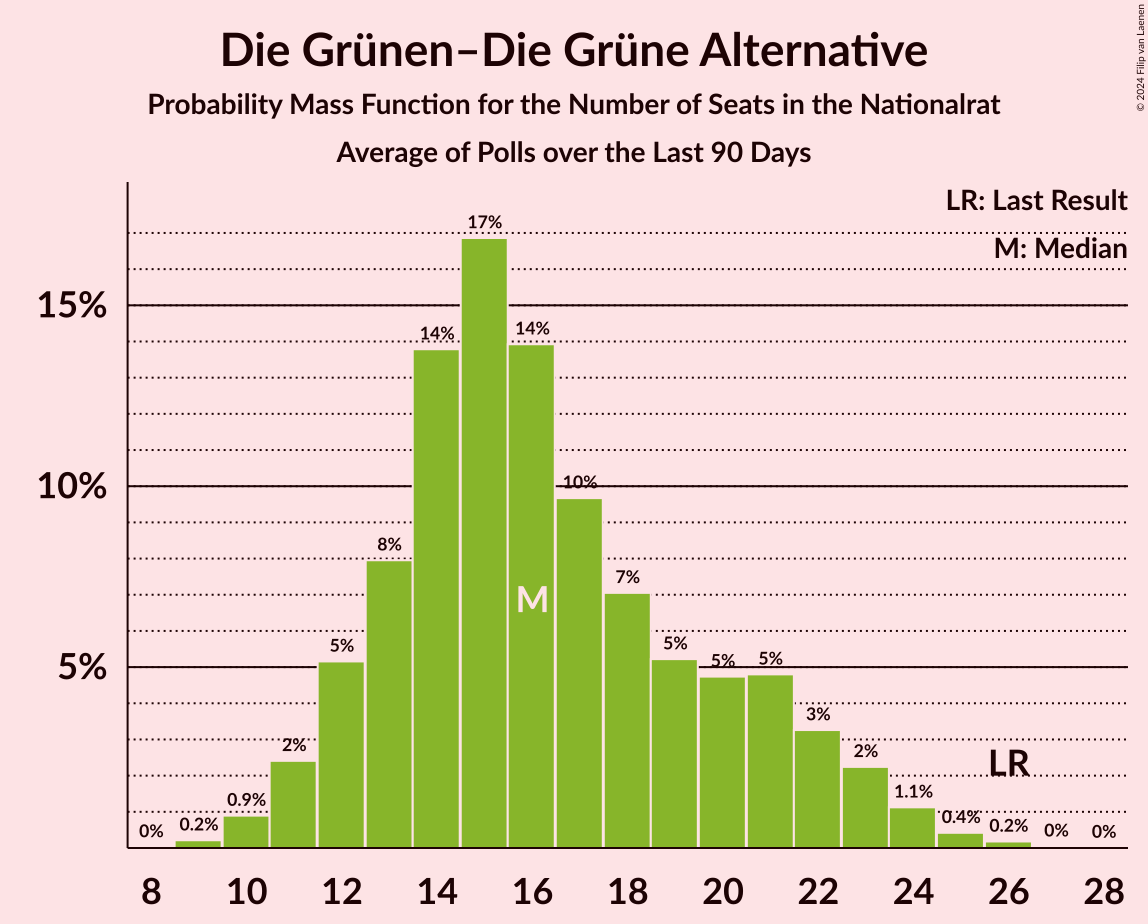 Die Grünen–Die Grüne Alternative
Probability Mass Function for the Number of Seats in the Nationalrat
Average of Polls over the Last 90 Days
© 2024 Filip van Laenen
LR: Last Result
M: Median
15%
10%
5%
0%
0.2%
0.9%
2%
5%
8%
14%
17%
14%
10%
7%
5%
5%
5%
3%
2%
1.1%
0.4%
0.2%
0%
0%
M
LR
8 10 12 14 16 18 20 22 24 26 28